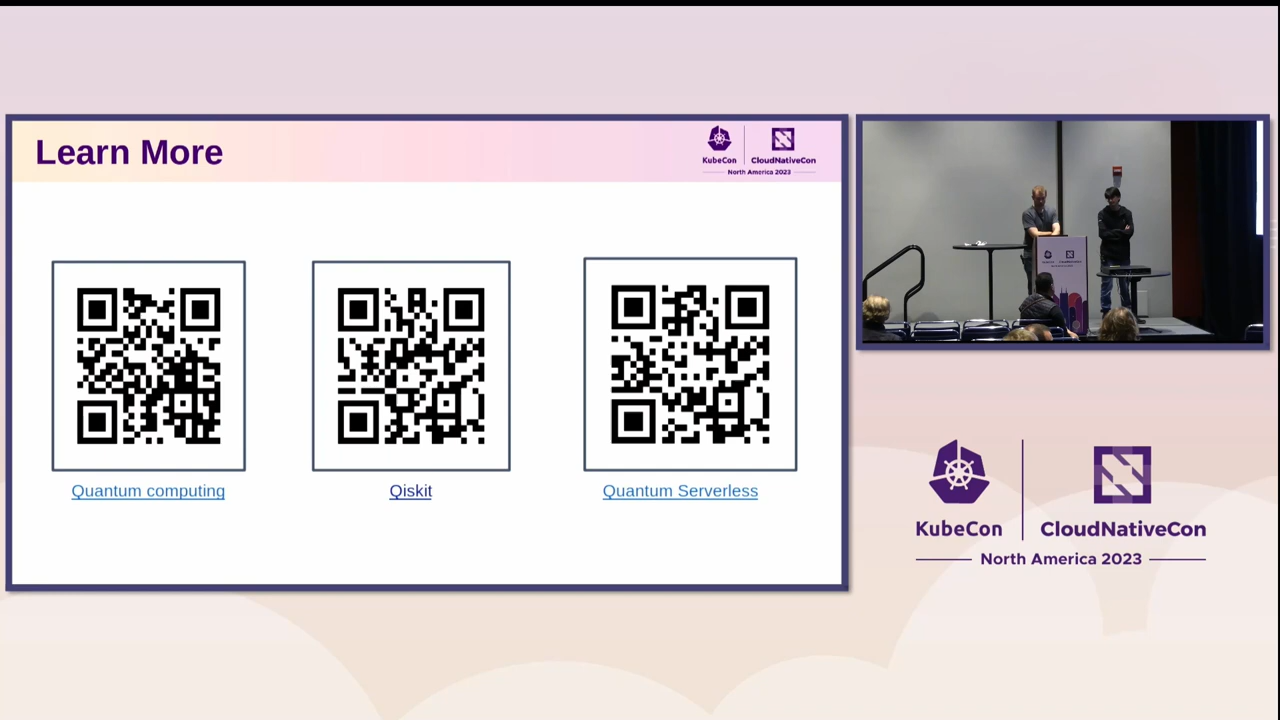 Learn More
KubeCon
CloudNativeCon
North America 2023
Quantum computing
Qiskit
Quantum Serverless
KubeCon
CloudNativeCon
North America 2023